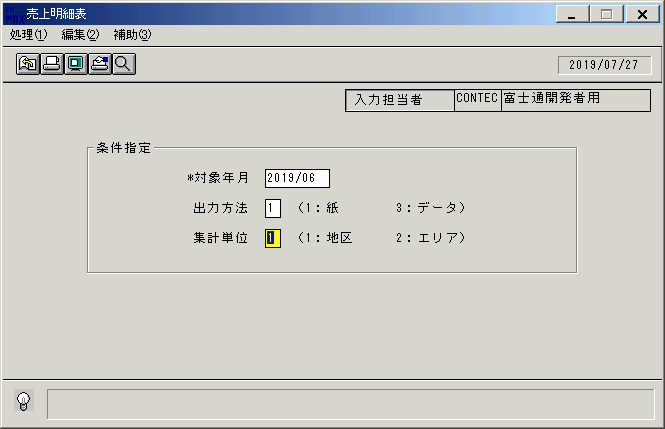 売上明細表
処理(1) 編集(2) 補助(3)
2019/07/27
入力担当者 CONTEC 富士通開発者用
条件指定
*対象年月 2019/06
出力方法 1 (1:紙 3:データ)
集計単位 1 (1:地区 2:エリア)